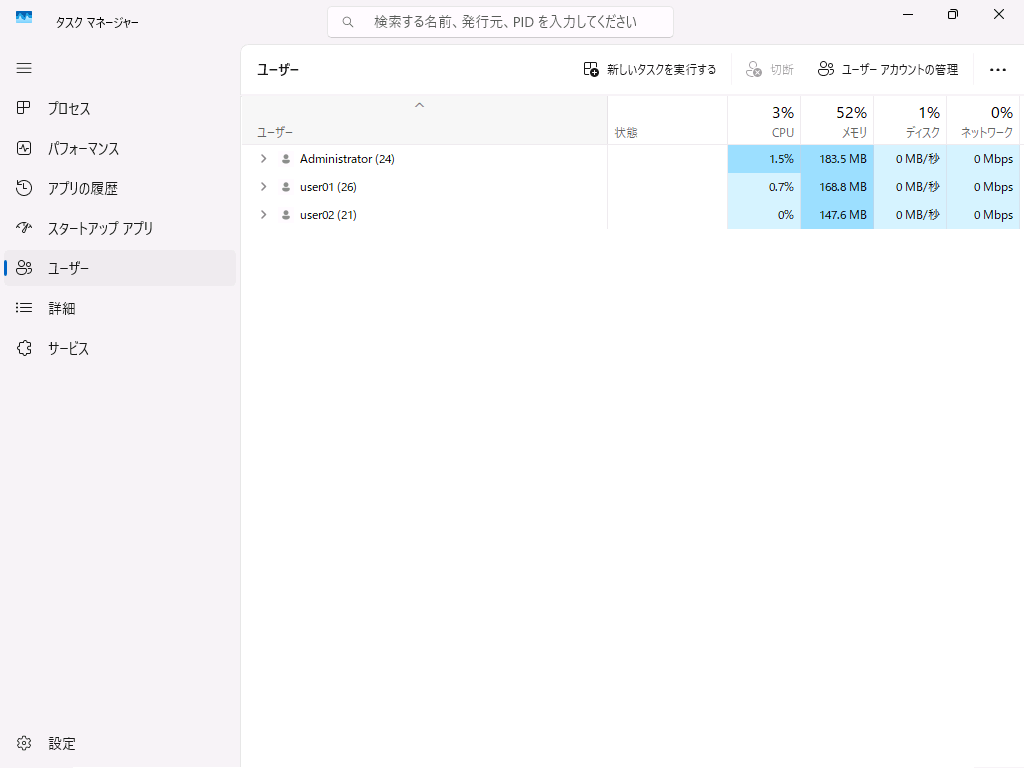 タスク マネージャー
検索する名前、発行元、PID を入力してください
プロセス
パフォーマンス
アプリの履歴
スタートアップ アプリ
ユーザー
詳細
サービス
設定
ユーザー
新しいタスクを実行する
切断
ユーザー アカウントの管理
3% 52% 1% 0%
ユーザー 状態 CPU メモリ ディスク ネットワーク
Administrator (24) 1.5% 183.5 MB 0 MB/秒 0 Mbps
user01 (26) 0.7% 168.8 MB 0 MB/秒 0 Mbps
user02 (21) 0% 147.6 MB 0 MB/秒 0 Mbps